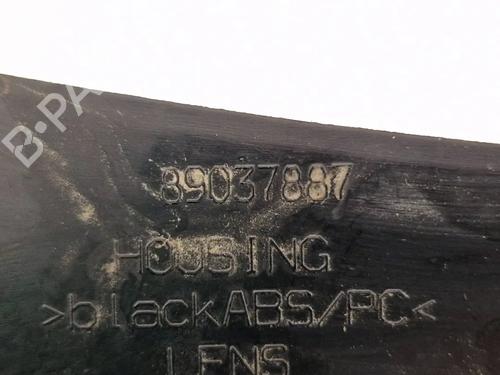 B-PA
89037887
HOUSING
>blackABS/PC<
LENS